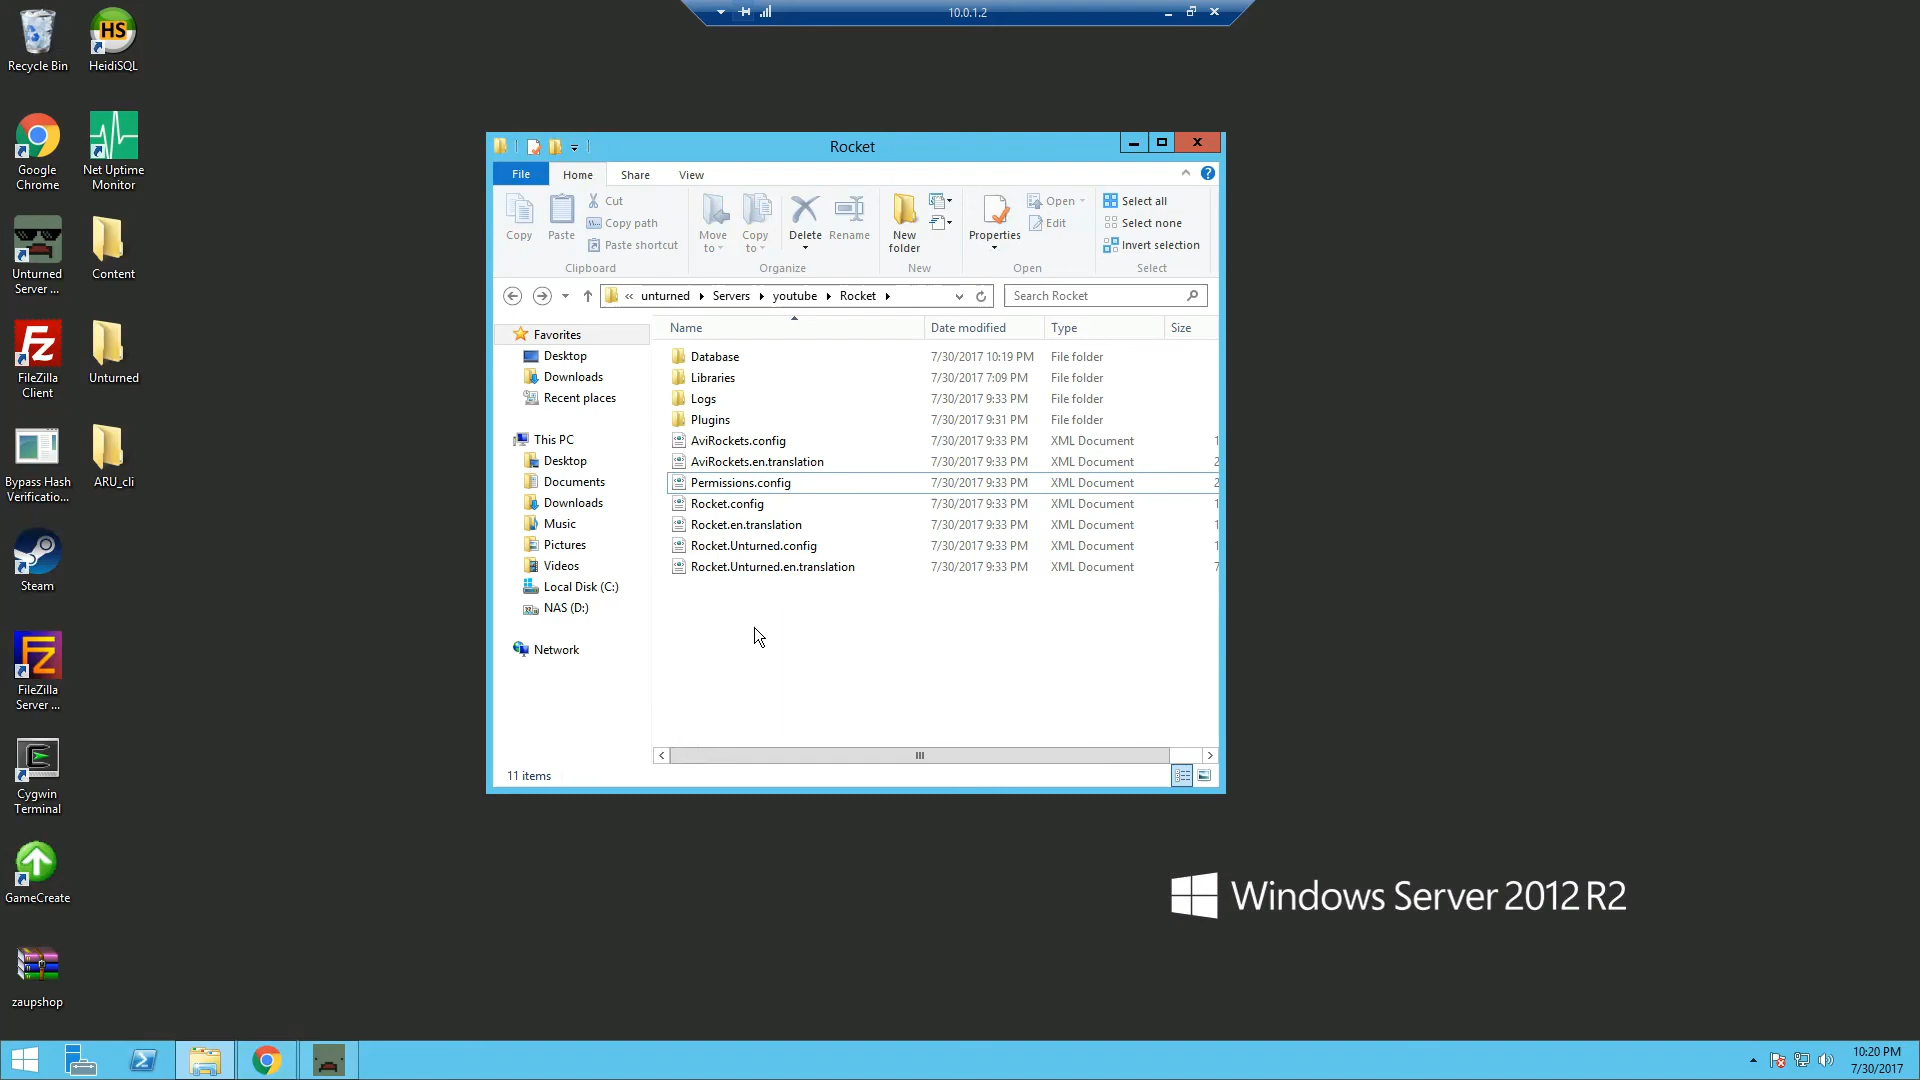 10.0.1.2
Recycle Bin
HeidiSQL
Google
Chrome
Net Uptime
Monitor
Unturned
Server ...
Content
FileZilla
Client
Unturned
Bypass Hash
Verificatio...
ARU_cli
Steam
FileZilla
Server ...
Cygwin
Terminal
GameCreate
zaupshop
Rocket
File
Home
Share
View
Copy
Paste
Cut
Copy path
Paste shortcut
Clipboard
Move
to
Copy
to
Delete
Rename
Organize
New
folder
New
Properties
Open
Edit
Open
Select all
Select none
Invert selection
Select
« unturned Servers youtube Rocket
Search Rocket
Favorites
Desktop
Downloads
Recent places
This PC
Desktop
Documents
Downloads
Music
Pictures
Videos
Local Disk (C:)
NAS (D:)
Network
Name Date modified Type Size
Database 7/30/2017 10:19 PM File folder
Libraries 7/30/2017 7:09 PM File folder
Logs 7/30/2017 9:33 PM File folder
Plugins 7/30/2017 9:31 PM File folder
AviRockets.config 7/30/2017 9:33 PM XML Document 1
AviRockets.en.translation 7/30/2017 9:33 PM XML Document 2
Permissions.config 7/30/2017 9:33 PM XML Document 2
Rocket.config 7/30/2017 9:33 PM XML Document 1
Rocket.en.translation 7/30/2017 9:33 PM XML Document 1
Rocket.Unturned.config 7/30/2017 9:33 PM XML Document 1
Rocket.Unturned.en.translation 7/30/2017 9:33 PM XML Document 7
11 items
Windows Server 2012 R2
10:20 PM
7/30/2017